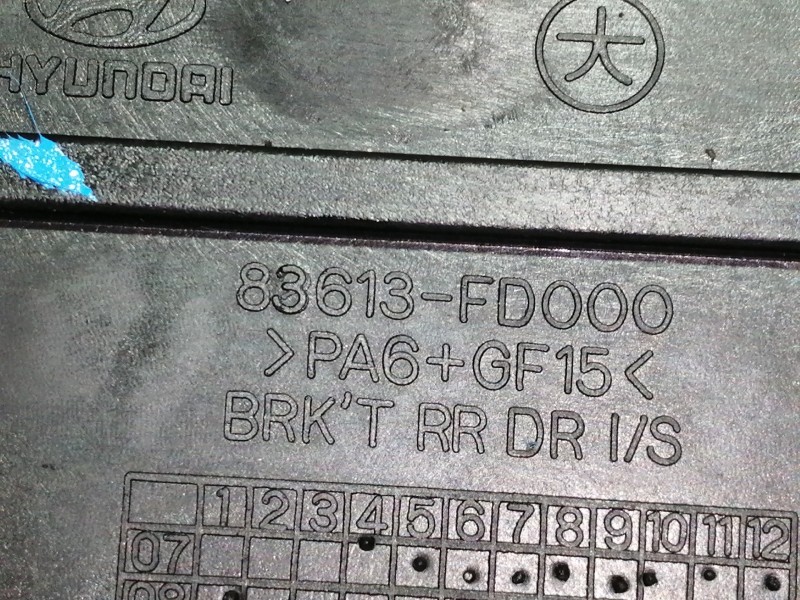 HYUNDAI
大
83613-FD000
>PA6+GF15<
BRK'T RR DR I/S
1 2 3 4 5 6 7 8 9 10 11 12
07
08